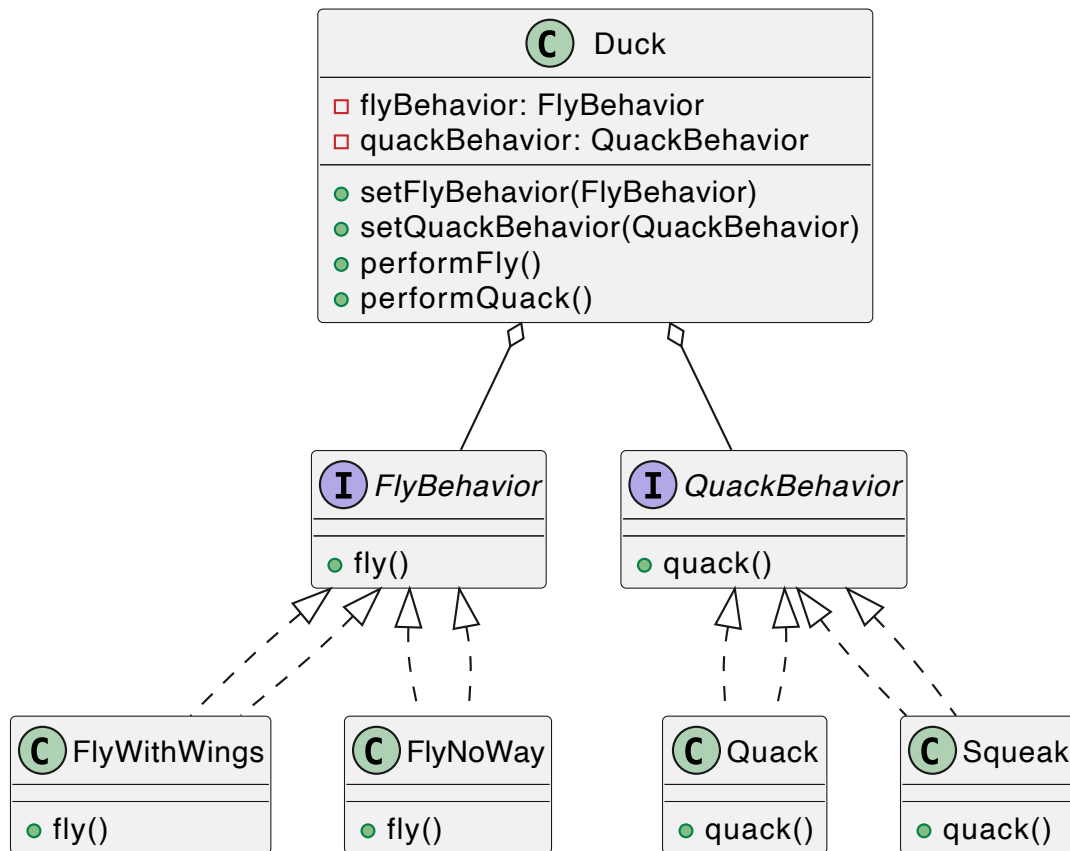 C Duck
flyBehavior: FlyBehavior
quackBehavior: QuackBehavior
setFlyBehavior(FlyBehavior)
setQuackBehavior(QuackBehavior)
performFly()
performQuack()
I FlyBehavior
fly()
I QuackBehavior
quack()
C FlyWithWings
fly()
C FlyNoWay
fly()
C Quack
quack()
C Squeak
quack()